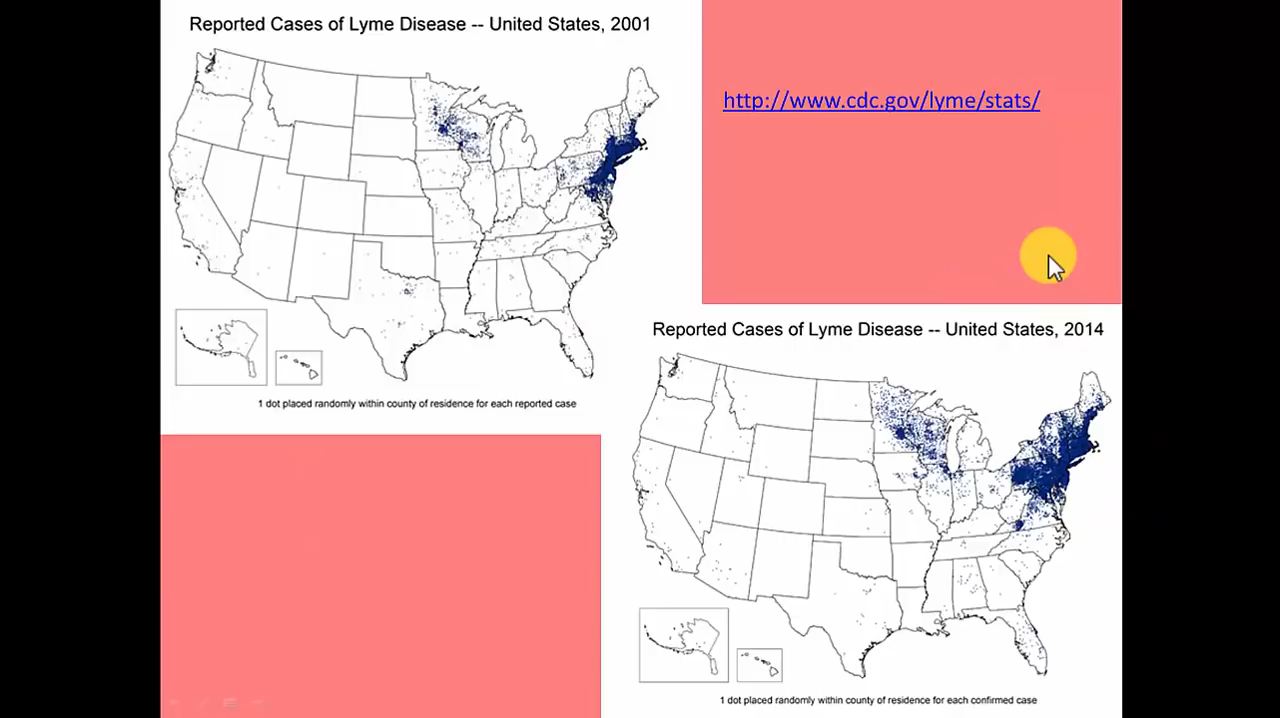 Reported Cases of Lyme Disease -- United States, 2001
http://www.cdc.gov/lyme/stats/
1 dot placed randomly within county of residence for each reported case
Reported Cases of Lyme Disease -- United States, 2014
1 dot placed randomly within county of residence for each confirmed case